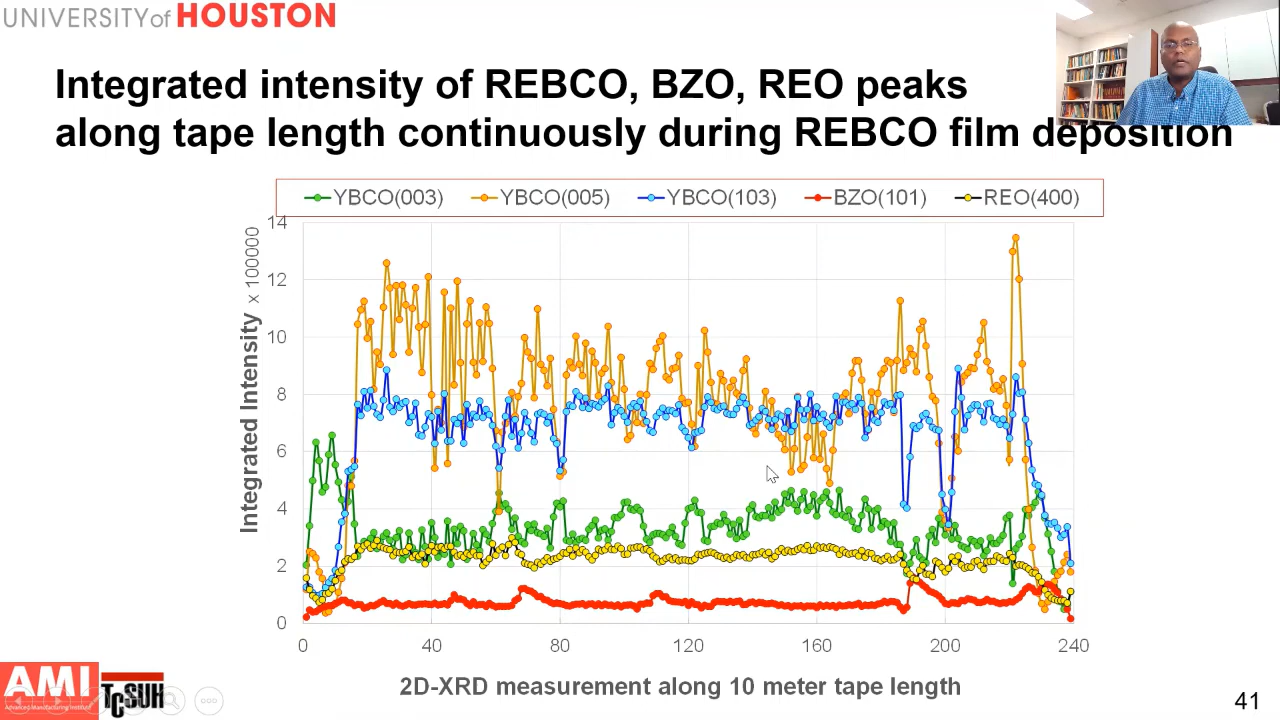 UNIVERSITY of HOUSTON
Integrated intensity of REBCO, BZO, REO peaks
along tape length continuously during REBCO film deposition
YBCO(003) YBCO(005) YBCO(103) BZO(101) REO(400)
Integrated Intensity x 100000
14
12
10
8
6
4
2
0
0 40 80 120 160 200 240
2D-XRD measurement along 10 meter tape length
AMI
Advanced Manufacturing Institute
TCSUH
41